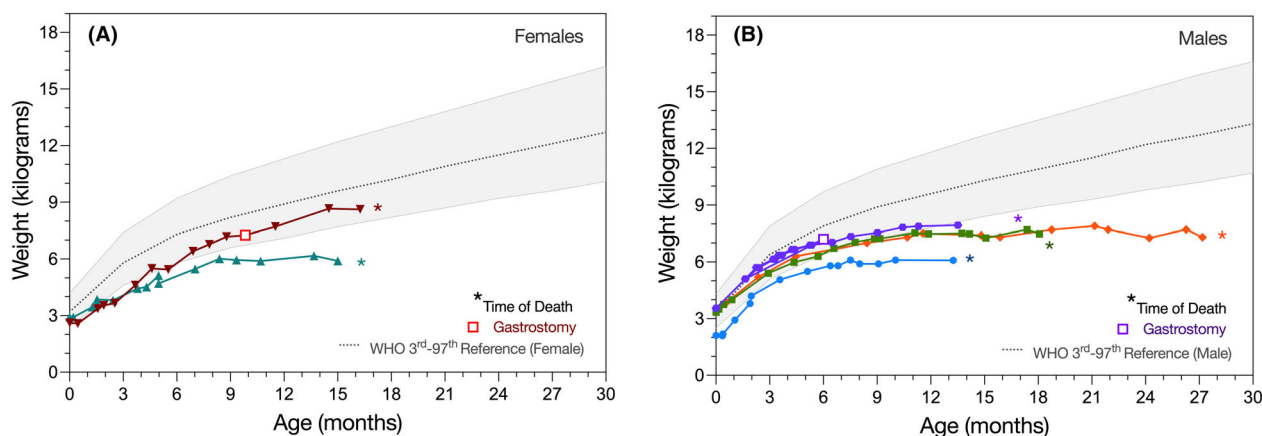 (A)
Females
Weight (kilograms)
18
15
12
9
6
3
0
*Time of Death
Gastrostomy
WHO 3rd-97th Reference (Female)
0 3 6 9 12 15 18 21 24 27 30
Age (months)
*
*
(B)
Males
Weight (kilograms)
18
15
12
9
6
3
0
*
*
*
*
*Time of Death
Gastrostomy
WHO 3rd-97th Reference (Male)
0 3 6 9 12 15 18 21 24 27 30
Age (months)